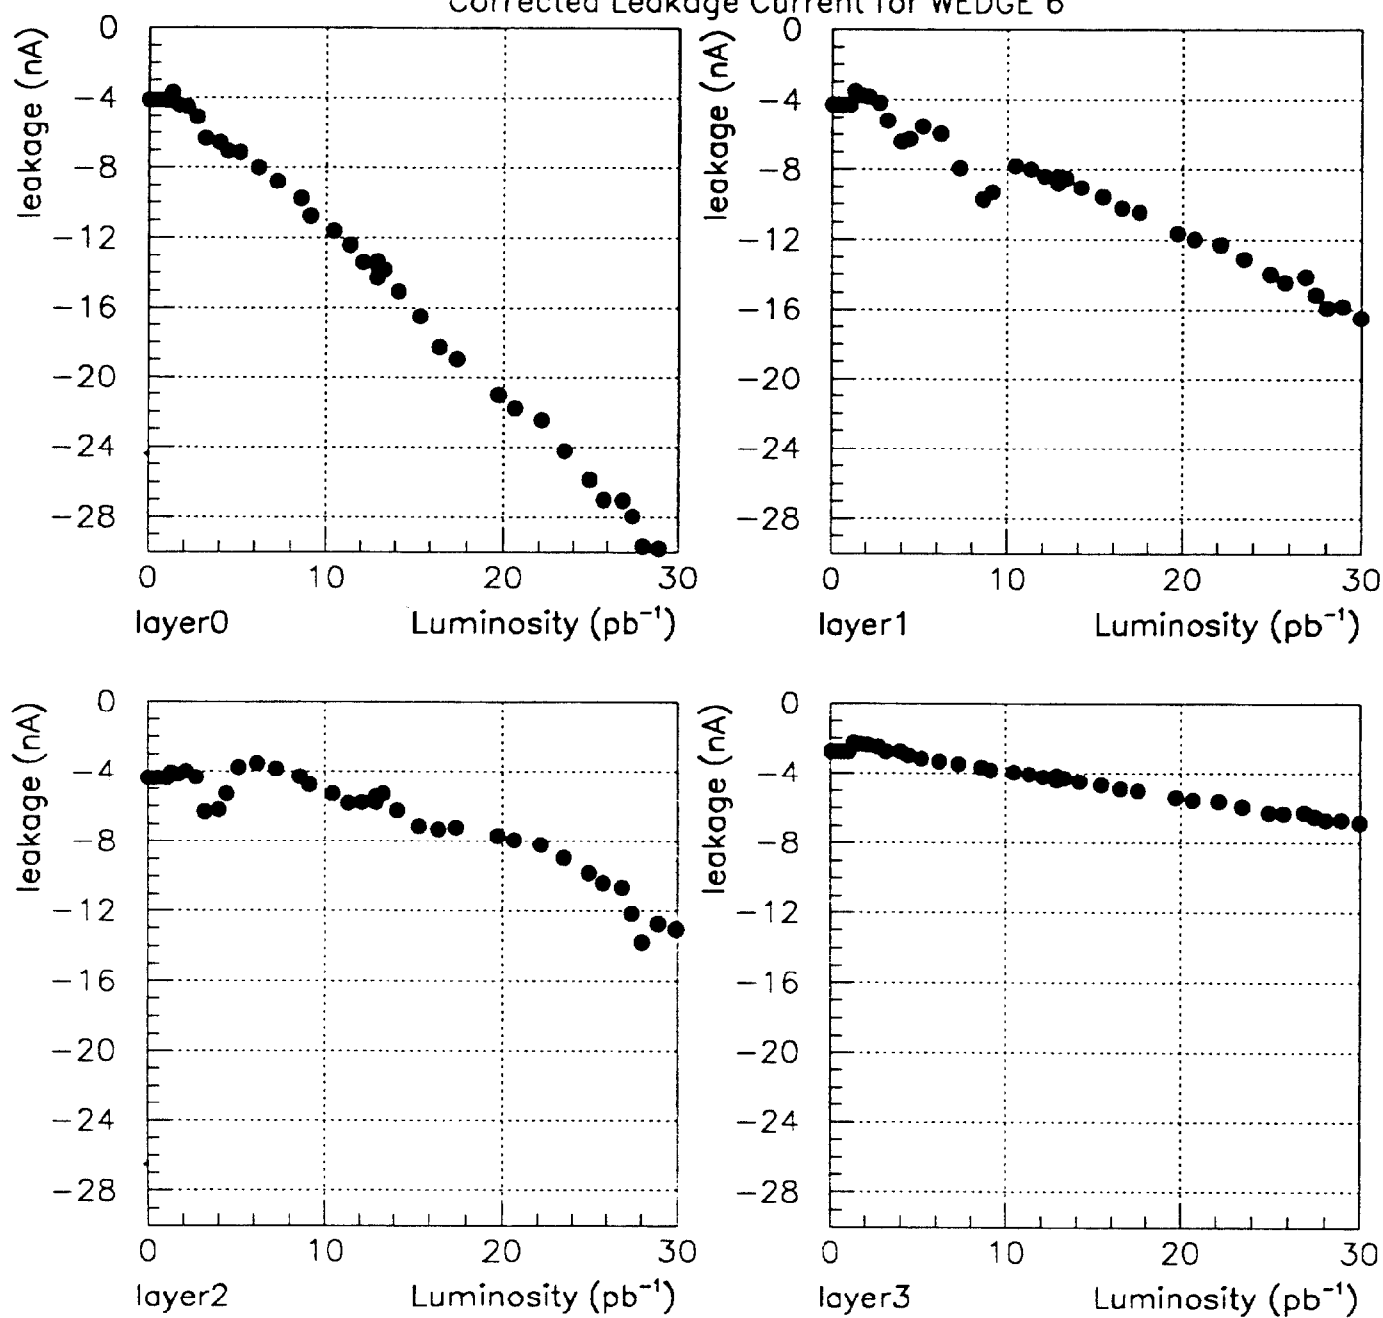 Corrected Leakage Current for WEDGE 6
leakage (nA)
0
−4
−8
−12
−16
−20
−24
−28
0 10 20 30
layer0 Luminosity (pb⁻¹)
leakage (nA)
0
−4
−8
−12
−16
−20
−24
−28
0 10 20 30
layer1 Luminosity (pb⁻¹)
leakage (nA)
0
−4
−8
−12
−16
−20
−24
−28
0 10 20 30
layer2 Luminosity (pb⁻¹)
leakage (nA)
0
−4
−8
−12
−16
−20
−24
−28
0 10 20 30
layer3 Luminosity (pb⁻¹)